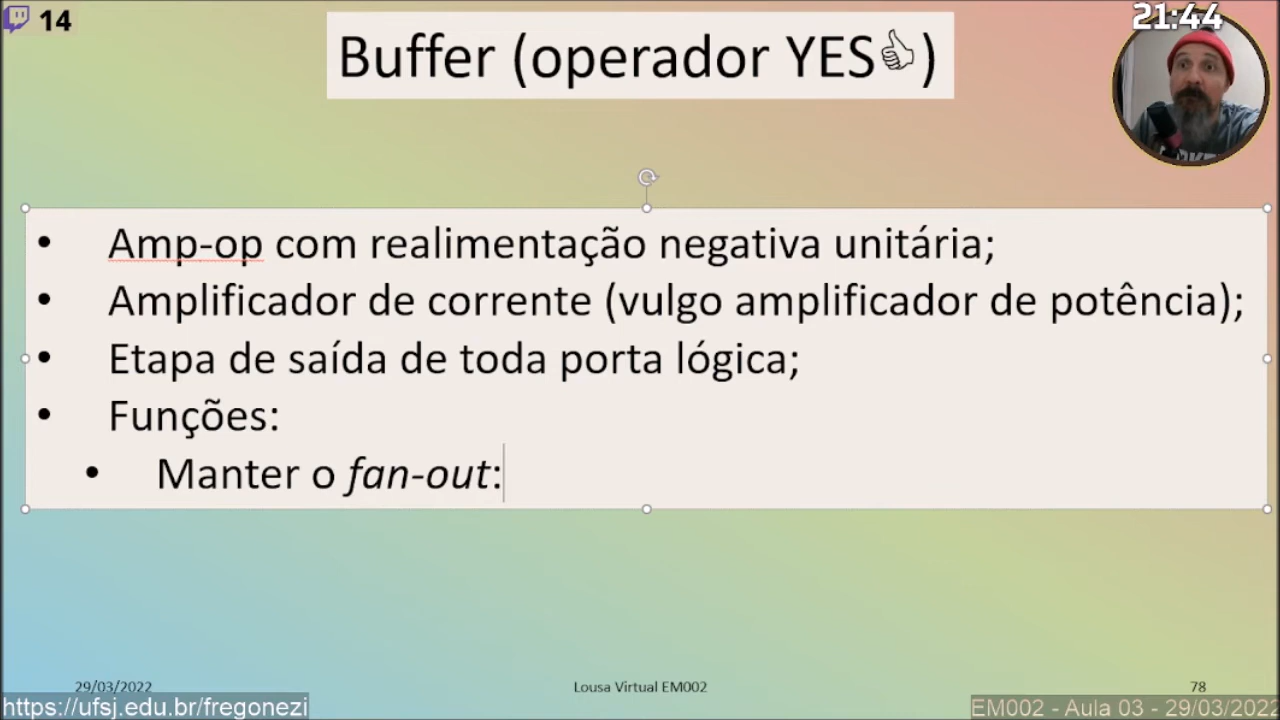 14
21:44
Buffer (operador YES👍)
• Amp-op com realimentação negativa unitária;
• Amplificador de corrente (vulgo amplificador de potência);
• Etapa de saída de toda porta lógica;
• Funções:
• Manter o fan-out:
29/03/2022
Lousa Virtual EM002
78
https://ufsj.edu.br/fregonezi
EM002 - Aula 03 - 29/03/2022